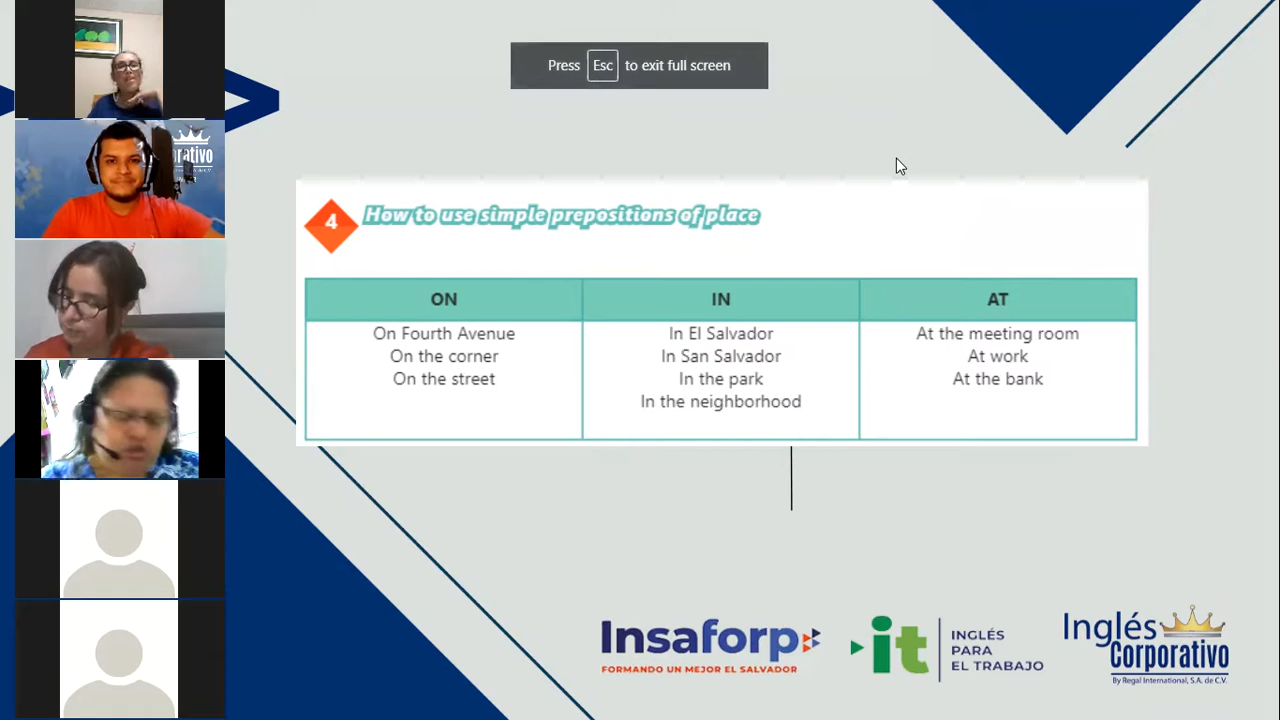 Press Esc to exit full screen
orativo
4 How to use simple prepositions of place
ON IN AT
On Fourth Avenue In El Salvador At the meeting room
On the corner In San Salvador At work
On the street In the park At the bank
In the neighborhood
Insaforp
FORMANDO UN MEJOR EL SALVADOR
it
INGLÉS
PARA
EL TRABAJO
Inglés
Corporativo
By Regal International, S.A. de C.V.